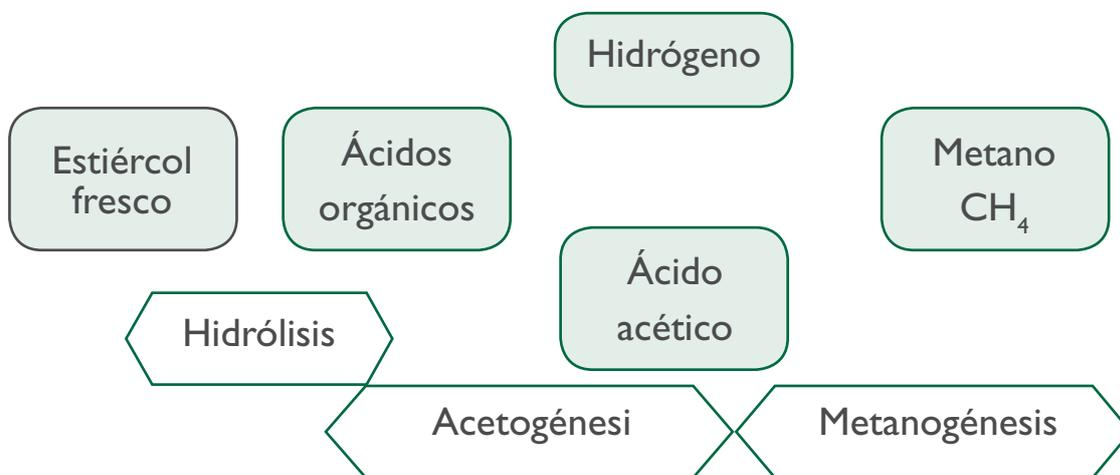 Hidrógeno
Estiércol
fresco
Ácidos
orgánicos
Metano
CH₄
Ácido
acético
Hidrólisis
Acetogénesi
Metanogénesis